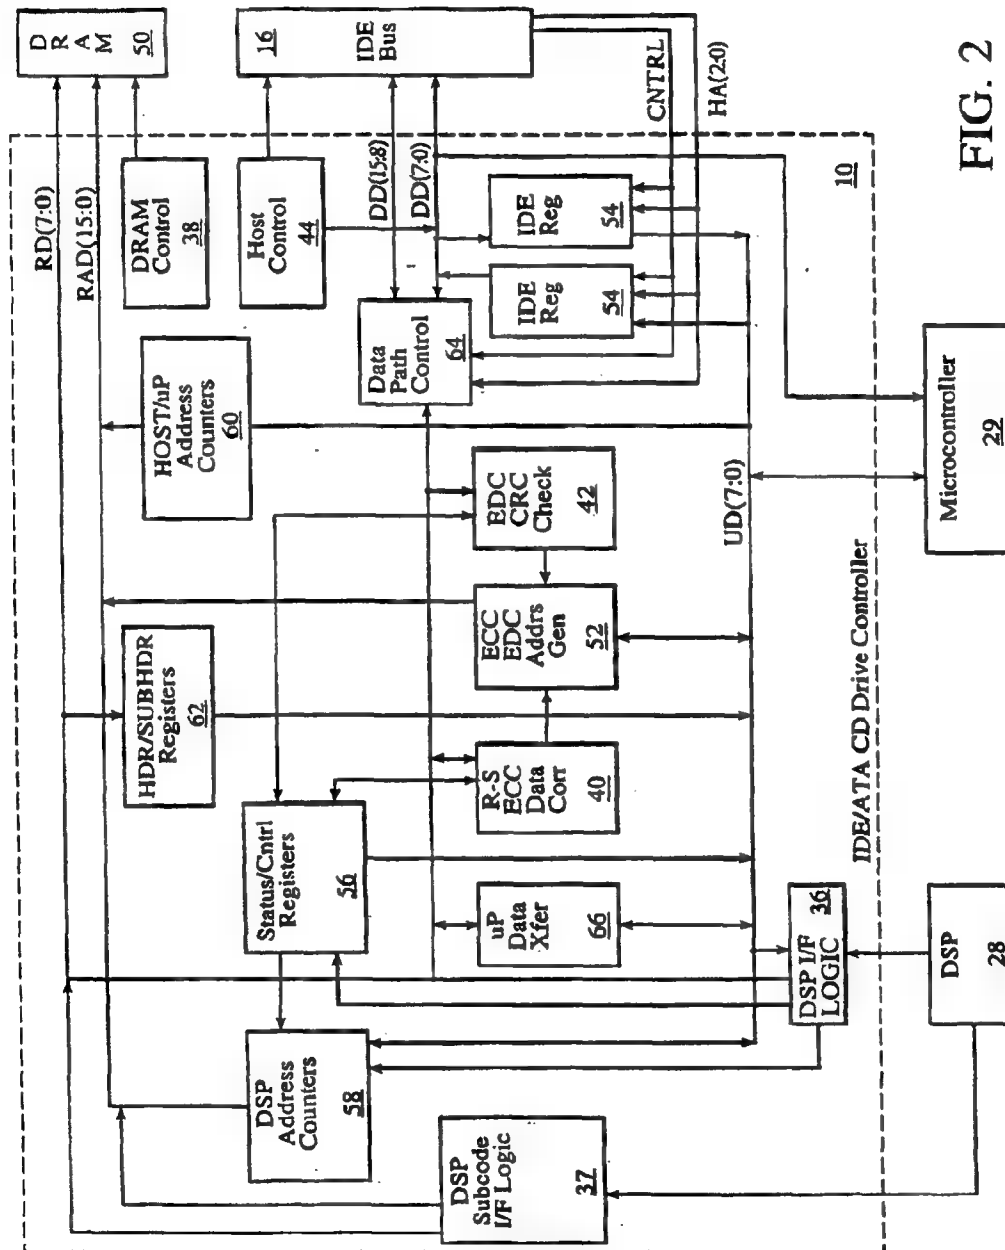 D
R
A
M
50
16
IDE
Bus
RD(7:0)
RAD(15:0)
DRAM
Control
38
Host
Control
44
DD(15:8)
DD(7:0)
CNTRL
HA(2:0)
HOST/uP
Address
Counters
60
Data
Path
Control
64
IDE
Reg
54
IDE
Reg
54
10
HDR/SUBHDR
Registers
62
EDC
CRC
Check
42
ECC
EDC
Addrs
Gen
52
UD(7:0)
Status/Cntrl
Registers
56
R-S
ECC
Data
Corr
40
uP
Data
Xfer
66
DSP
Address
Counters
58
DSP I/F
LOGIC
36
DSP
Subcode
I/F Logic
37
IDE/ATA CD Drive Controller
Microcontroller
29
DSP
28
FIG. 2